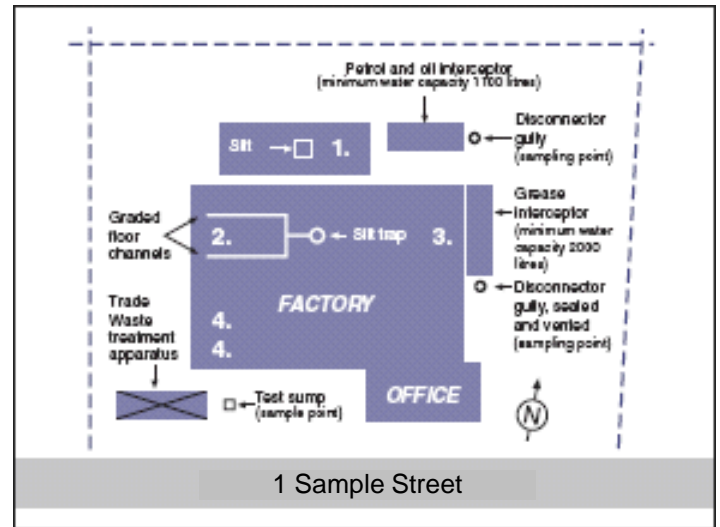 Petrol and oil interceptor
(minimum water capacity 1100 litres)
Disconnector
gully
(sampling point)
Silt
1.
Grease
interceptor
(minimum water
capacity 2000
litres)
Graded
floor
channels
2.
Silt trap
3.
Disconnector
gully, sealed
and vented
(sampling point)
FACTORY
Trade
Waste
treatment
apparatus
4.
4.
Test sump
(sample point)
OFFICE
N
1 Sample Street